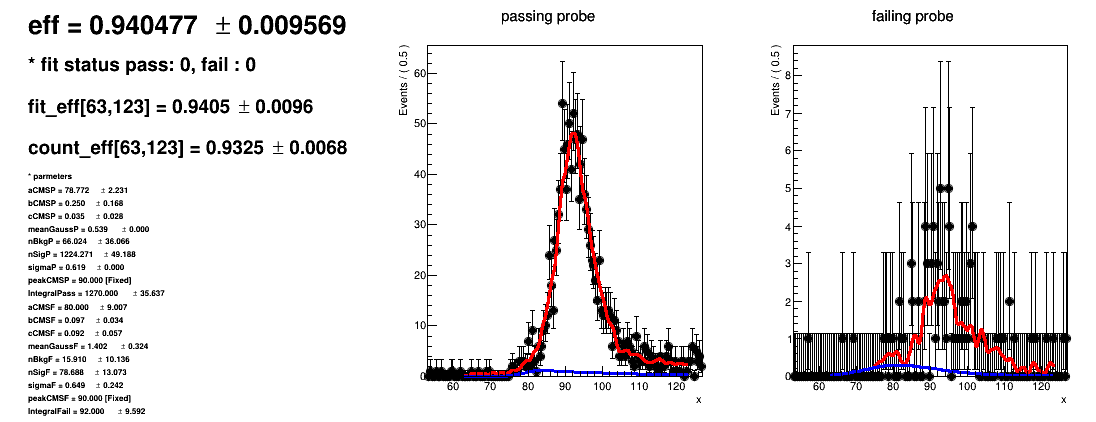 eff = 0.940477 ± 0.009569
* fit status pass: 0, fail : 0
fit_eff[63,123] = 0.9405 ± 0.0096
count_eff[63,123] = 0.9325 ± 0.0068
* parmeters
aCMSP = 78.772 ± 2.231
bCMSP = 0.250 ± 0.168
cCMSP = 0.035 ± 0.028
meanGaussP = 0.539 ± 0.000
nBkgP = 66.024 ± 36.066
nSigP = 1224.271 ± 49.188
sigmaP = 0.619 ± 0.000
peakCMSP = 90.000 [Fixed]
IntegralPass = 1270.000 ± 35.637
aCMSF = 80.000 ± 9.007
bCMSF = 0.097 ± 0.034
cCMSF = 0.092 ± 0.057
meanGaussF = 1.402 ± 0.324
nBkgF = 15.910 ± 10.136
nSigF = 78.688 ± 13.073
sigmaF = 0.649 ± 0.242
peakCMSF = 90.000 [Fixed]
IntegralFail = 92.000 ± 9.592
passing probe
Events / ( 0.5 )
60
50
40
30
20
10
0
60 70 80 90 100 110 120
x
failing probe
Events / ( 0.5 )
8
7
6
5
4
3
2
1
0
60 70 80 90 100 110 120
x